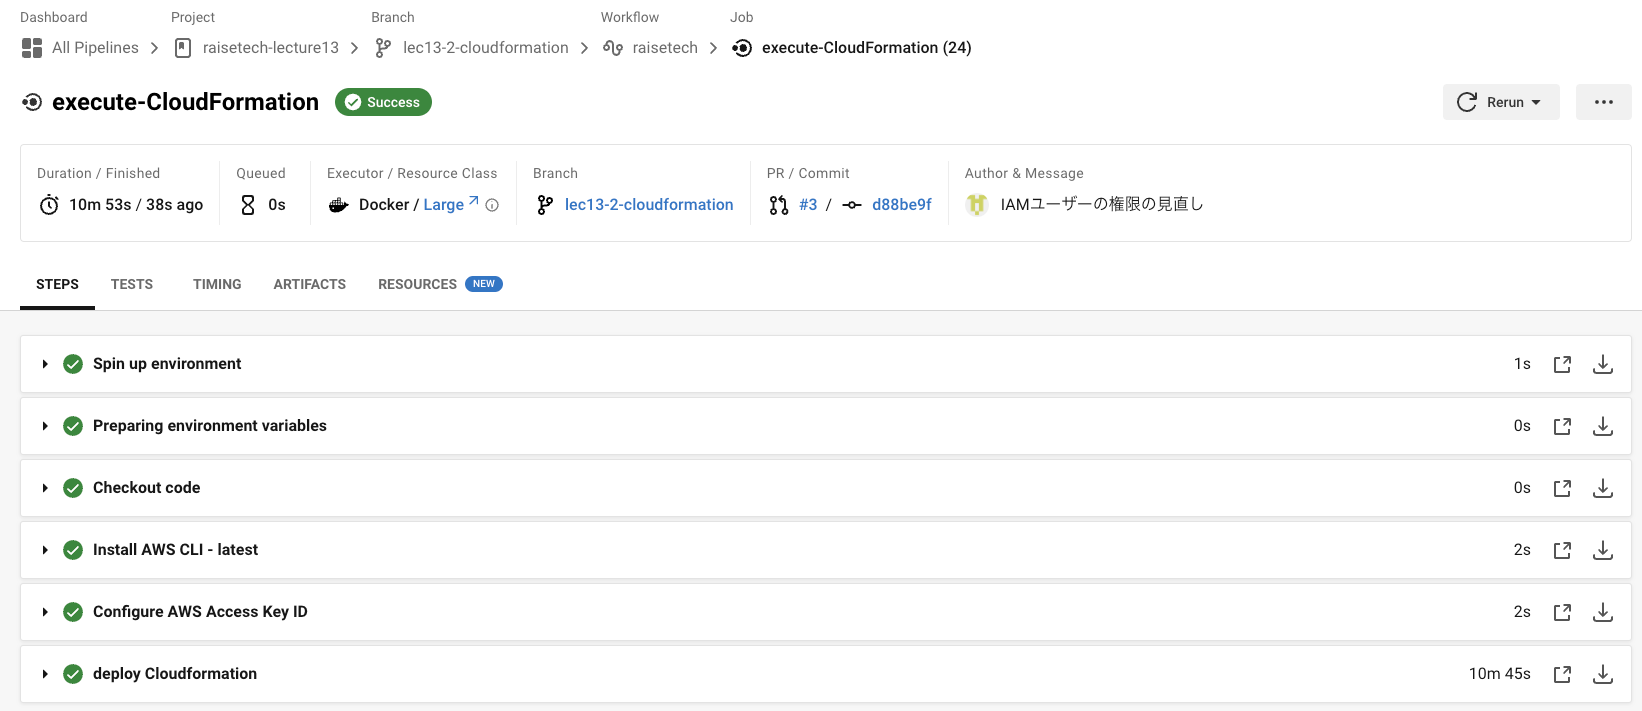 Dashboard Project Branch Workflow Job
All Pipelines raisetech-lecture13 lec13-2-cloudformation raisetech execute-CloudFormation (24)
execute-CloudFormation Success Rerun
Duration / Finished Queued Executor / Resource Class Branch PR / Commit Author & Message
10m 53s / 38s ago 0s Docker / Large lec13-2-cloudformation #3 / d88be9f IAMユーザーの権限の見直し
STEPS TESTS TIMING ARTIFACTS RESOURCES NEW
Spin up environment 1s
Preparing environment variables 0s
Checkout code 0s
Install AWS CLI - latest 2s
Configure AWS Access Key ID 2s
deploy Cloudformation 10m 45s